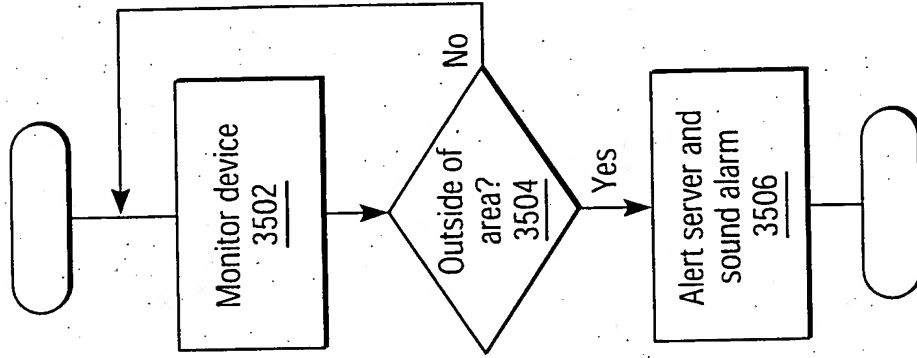 Monitor device
3502
Outside of
area?
3504
No
Yes
Alert server and
sound alarm
3506